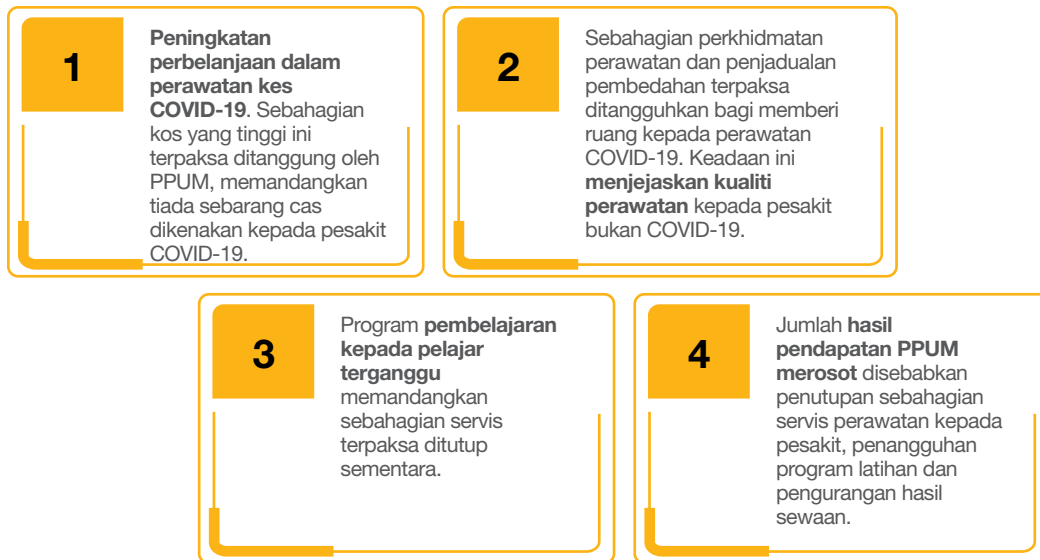 1
Peningkatan
perbelanjaan dalam
perawatan kes
COVID-19. Sebahagian
kos yang tinggi ini
terpaksa ditanggung oleh
PPUM, memandangkan
tiada sebarang cas
dikenakan kepada pesakit
COVID-19.
2
Sebahagian perkhidmatan
perawatan dan penjadualan
pembedahan terpaksa
ditangguhkan bagi memberi
ruang kepada perawatan
COVID-19. Keadaan ini
menjejaskan kualiti
perawatan kepada pesakit
bukan COVID-19.
3
Program pembelajaran
kepada pelajar
terganggu
memandangkan
sebahagian servis
terpaksa ditutup
sementara.
4
Jumlah hasil
pendapatan PPUM
merosot disebabkan
penutupan sebahagian
servis perawatan kepada
pesakit, penangguhan
program latihan dan
pengurangan hasil
sewaan.